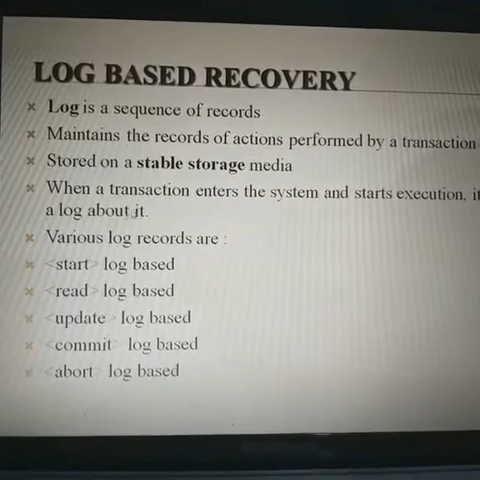 LOG BASED RECOVERY
Log is a sequence of records
Maintains the records of actions performed by a transaction
Stored on a stable storage media
When a transaction enters the system and starts execution, it
a log about it.
Various log records are :
<start> log based
<read> log based
<update> log based
<commit> log based
<abort> log based